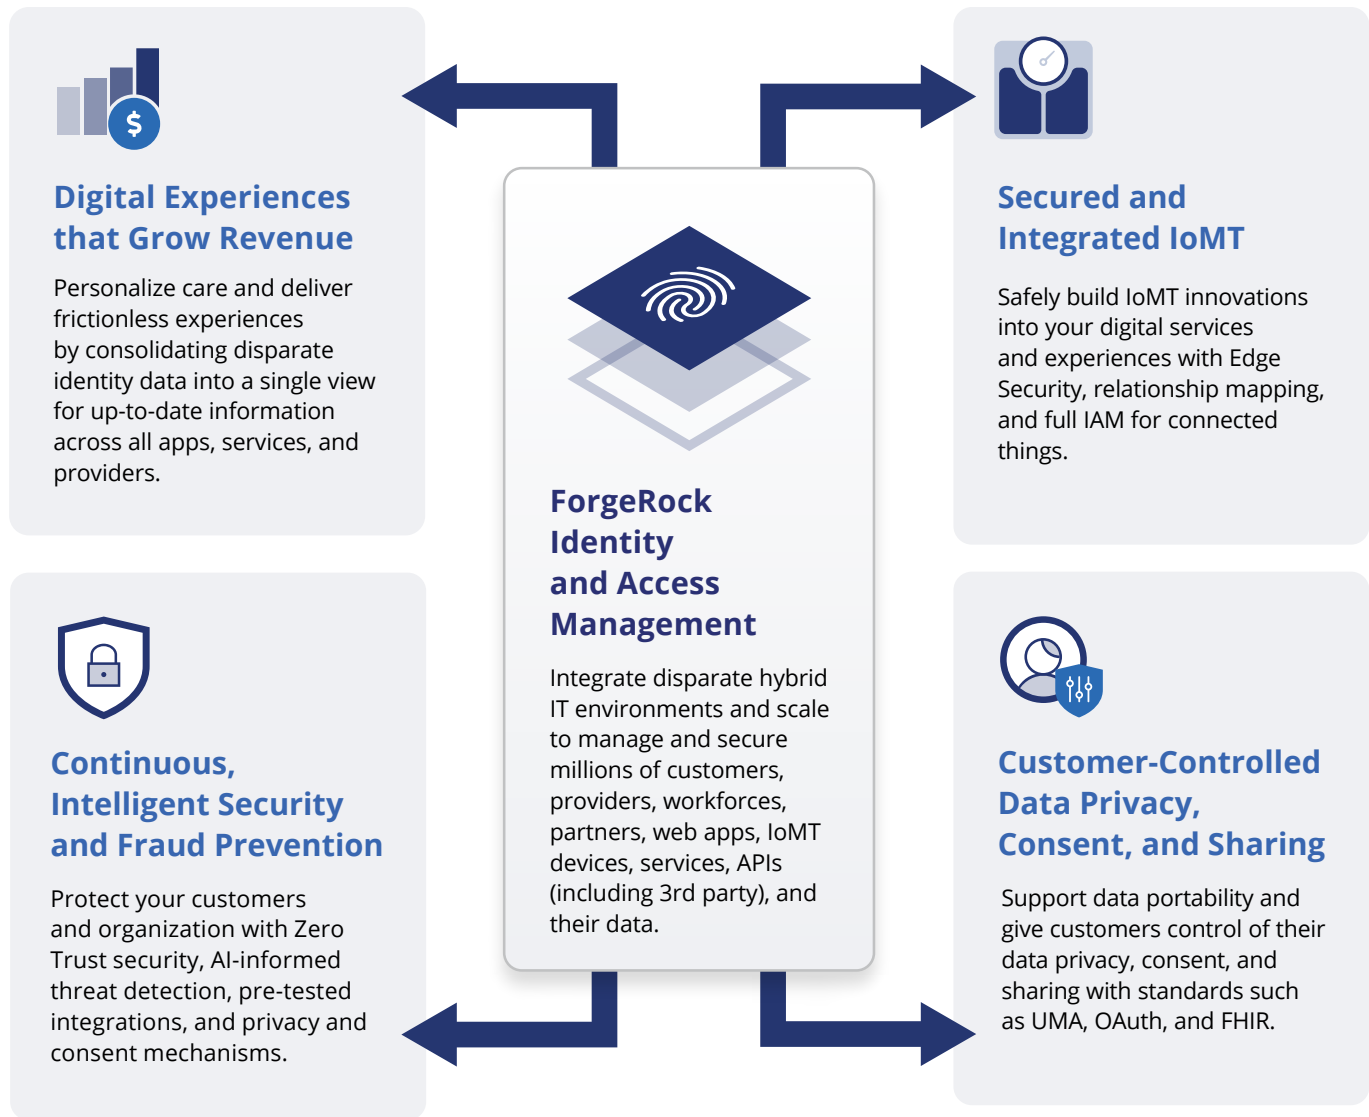 $
Digital Experiences
that Grow Revenue
Personalize care and deliver
frictionless experiences
by consolidating disparate
identity data into a single view
for up-to-date information
across all apps, services, and
providers.
Secured and
Integrated IoMT
Safely build IoMT innovations
into your digital services
and experiences with Edge
Security, relationship mapping,
and full IAM for connected
things.
ForgeRock
Identity
and Access
Management
Integrate disparate hybrid
IT environments and scale
to manage and secure
millions of customers,
providers, workforces,
partners, web apps, IoMT
devices, services, APIs
(including 3rd party), and
their data.
Continuous,
Intelligent Security
and Fraud Prevention
Protect your customers
and organization with Zero
Trust security, AI-informed
threat detection, pre-tested
integrations, and privacy and
consent mechanisms.
Customer-Controlled
Data Privacy,
Consent, and Sharing
Support data portability and
give customers control of their
data privacy, consent, and
sharing with standards such
as UMA, OAuth, and FHIR.